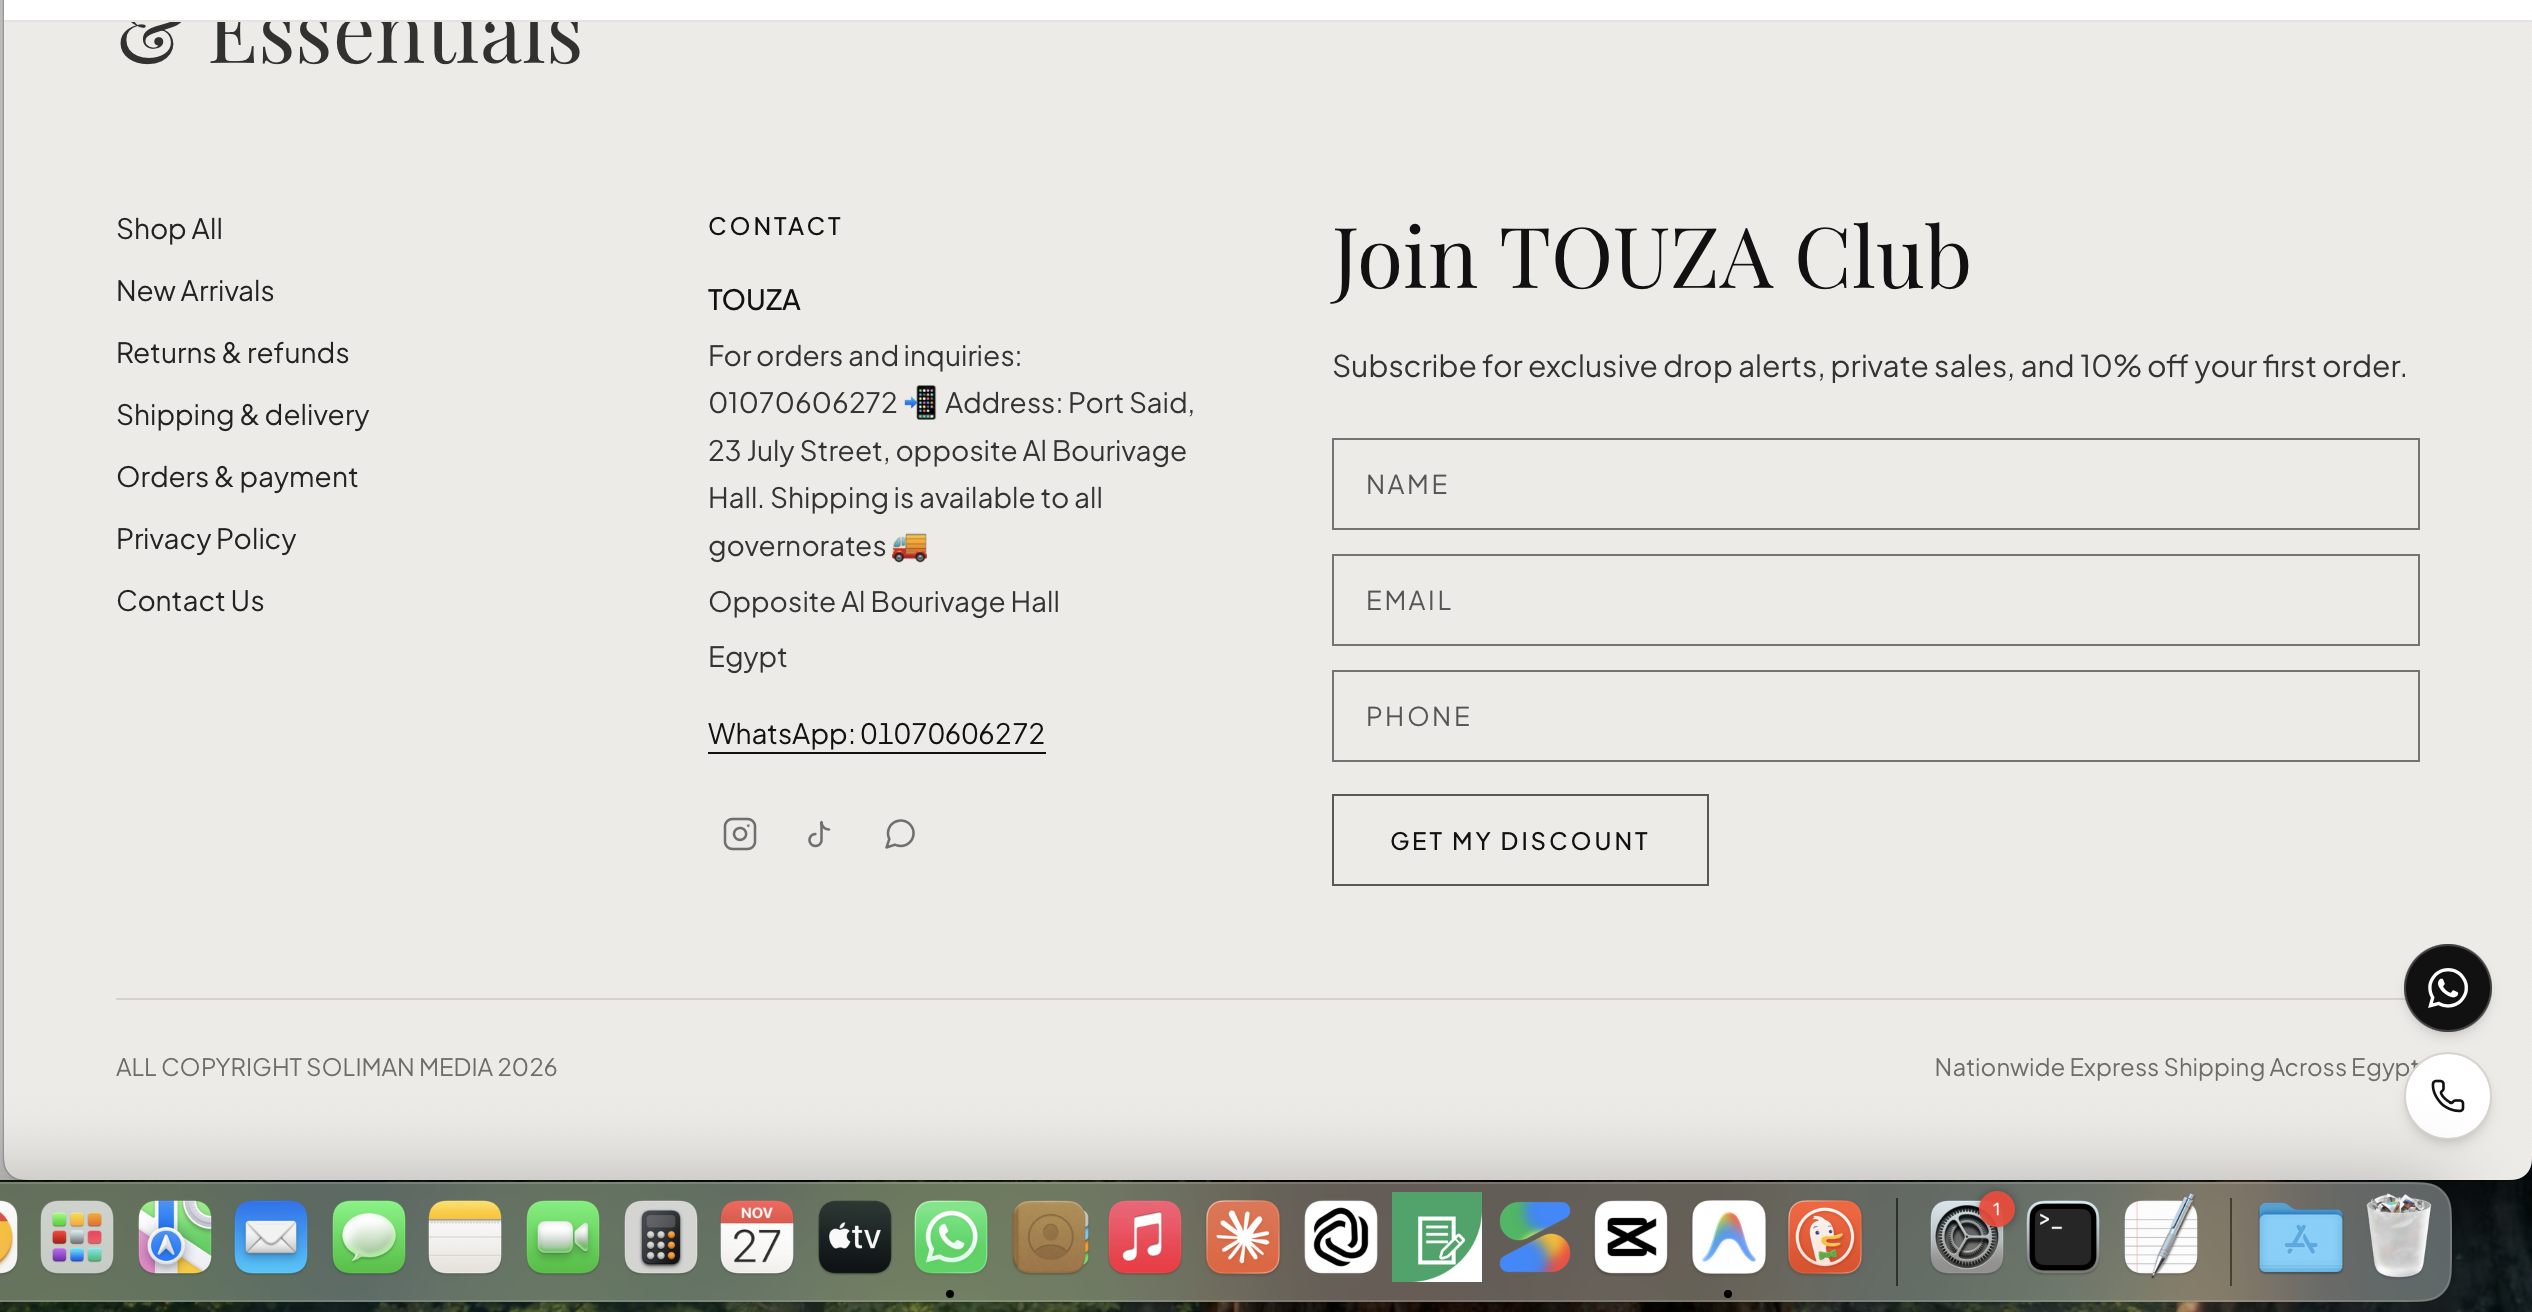 & Essentials
Shop All
New Arrivals
Returns & refunds
Shipping & delivery
Orders & payment
Privacy Policy
Contact Us
CONTACT
TOUZA
For orders and inquiries:
01070606272 📲 Address: Port Said,
23 July Street, opposite Al Bourivage
Hall. Shipping is available to all
governorates 🚚
Opposite Al Bourivage Hall
Egypt
WhatsApp: 01070606272
Join TOUZA Club
Subscribe for exclusive drop alerts, private sales, and 10% off your first order.
NAME
EMAIL
PHONE
GET MY DISCOUNT
ALL COPYRIGHT SOLIMAN MEDIA 2026
Nationwide Express Shipping Across Egypt
NOV
27
tv
1
>_